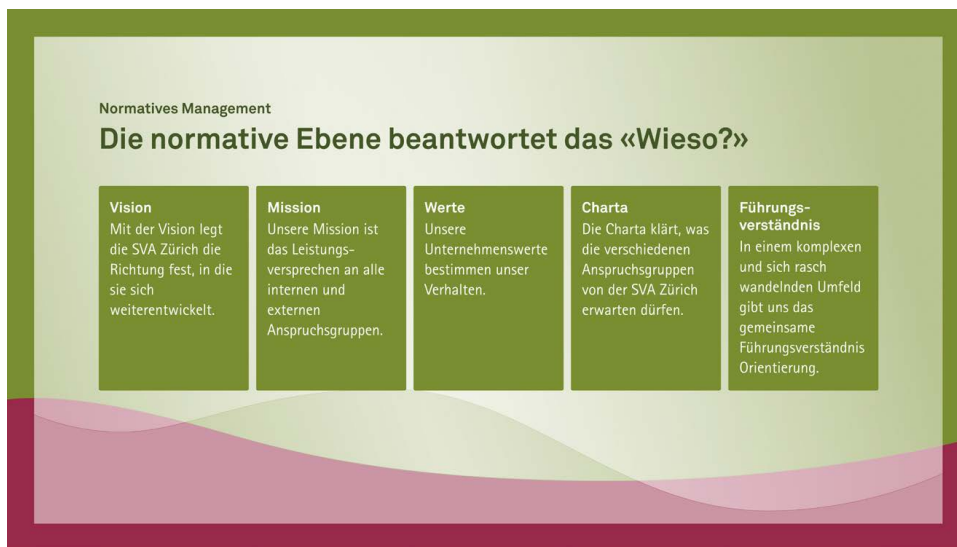 Normatives Management
Die normative Ebene beantwortet das «Wieso?»
Vision
Mit der Vision legt
die SVA Zürich die
Richtung fest, in die
sie sich
weiterentwickelt.
Mission
Unsere Mission ist
das Leistungs-
versprechen an alle
internen und
externen
Anspruchsgruppen.
Werte
Unsere
Unternehmenswerte
bestimmen unser
Verhalten.
Charta
Die Charta klärt, was
die verschiedenen
Anspruchsgruppen
von der SVA Zürich
erwarten dürfen.
Führungs-
verständnis
In einem komplexen
und sich rasch
wandelnden Umfeld
gibt uns das
gemeinsame
Führungsverständnis
Orientierung.